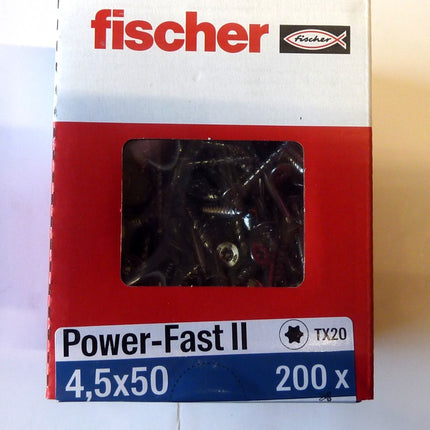 fischer
fischer
Power-Fast II
TX20
4,5x50
200 x